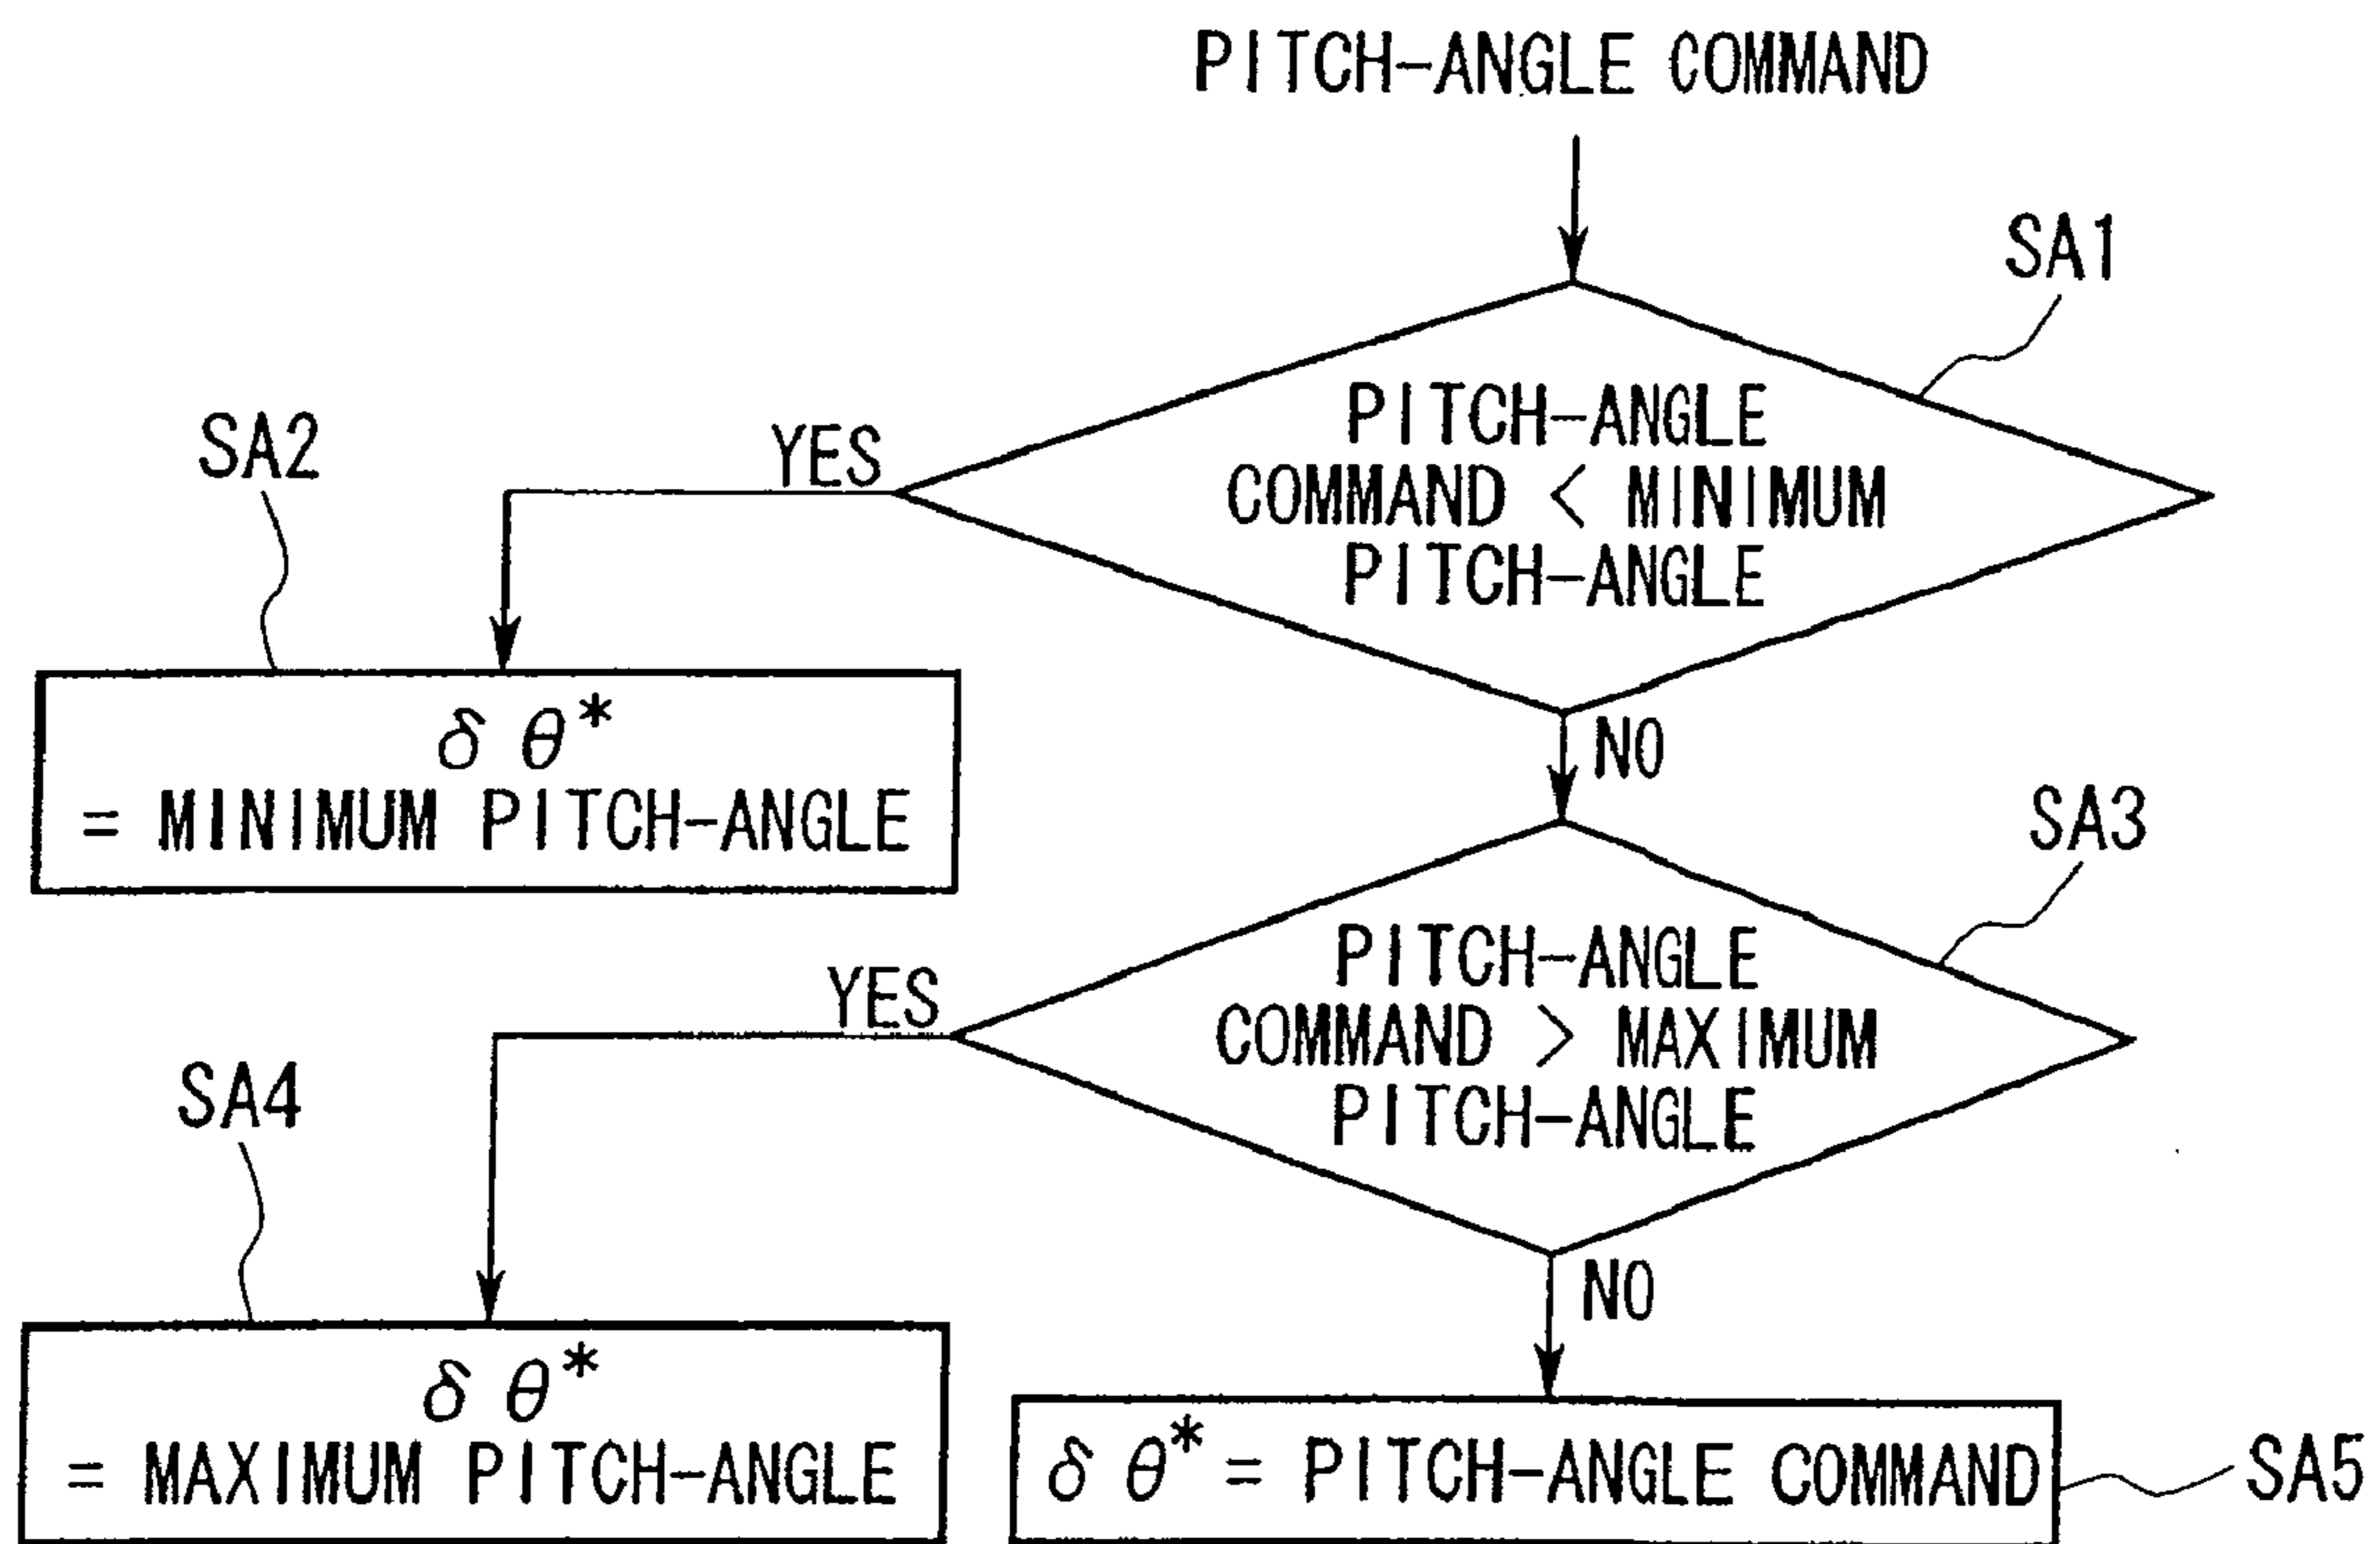 PITCH-ANGLE COMMAND
SA1
PITCH-ANGLE
COMMAND < MINIMUM
PITCH-ANGLE
YES
SA2
δ θ*
= MINIMUM PITCH-ANGLE
NO
SA3
PITCH-ANGLE
COMMAND > MAXIMUM
PITCH-ANGLE
YES
SA4
δ θ*
= MAXIMUM PITCH-ANGLE
NO
δ θ* = PITCH-ANGLE COMMAND
SA5